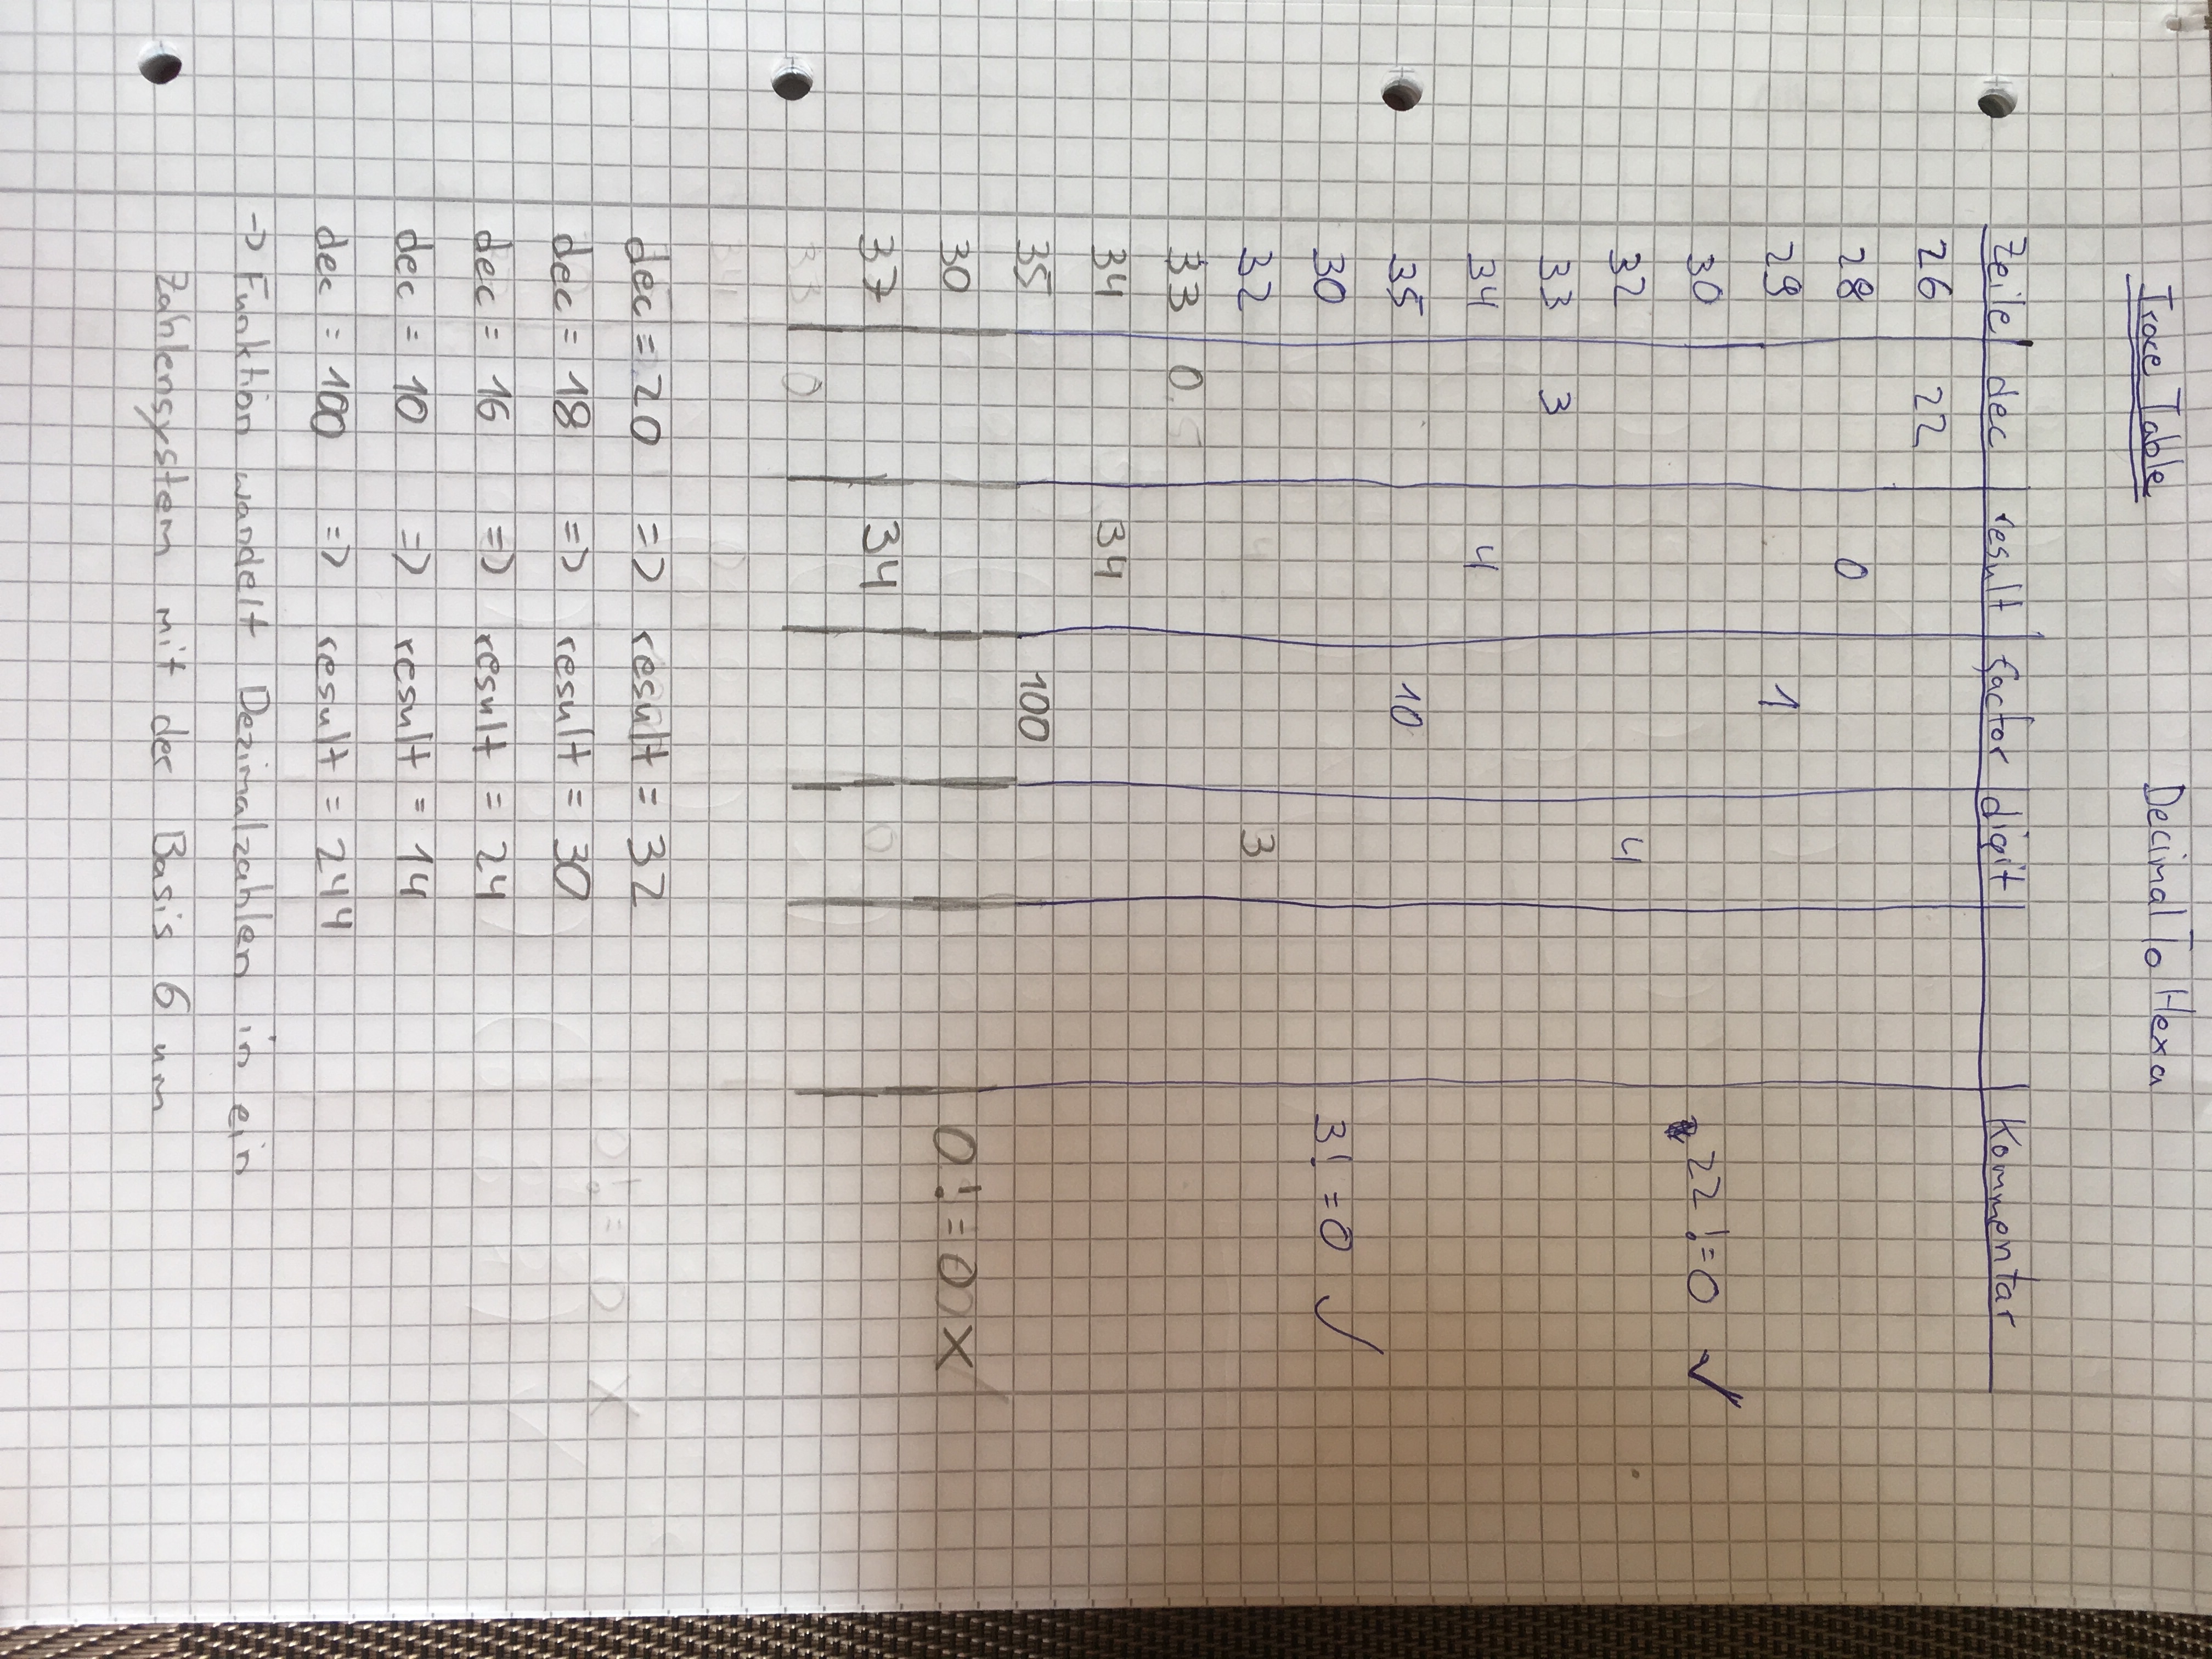 Trace Table DecimalToHexa
Zeile dec result factor digit Kommentar
26 22
28 0
29 1
30 22!=0 ✓
32 4
33 3
34 4
35 10
30 3!=0 ✓
32 3
33 0
34 34
35 100
30 0!=0 X
37 34
dec = 20 => result = 32
dec = 18 => result = 30
dec = 16 => result = 24
dec = 10 => result = 14
dec = 100 => result = 244
-> Funktion wandelt Dezimalzahlen in ein
Zahlensystem mit der Basis 6 um